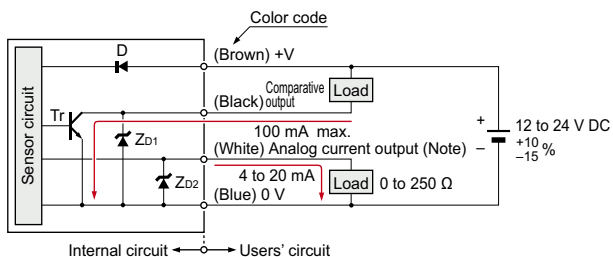 Color code
D
(Brown) +V
Sensor circuit
Tr
(Black)
Comparative
output
Load
ZD1
100 mA max.
(White) Analog current output (Note)
+
–
12 to 24 V DC
+10
–15 %
ZD2
4 to 20 mA
Load
0 to 250 Ω
(Blue) 0 V
Internal circuit
Users' circuit